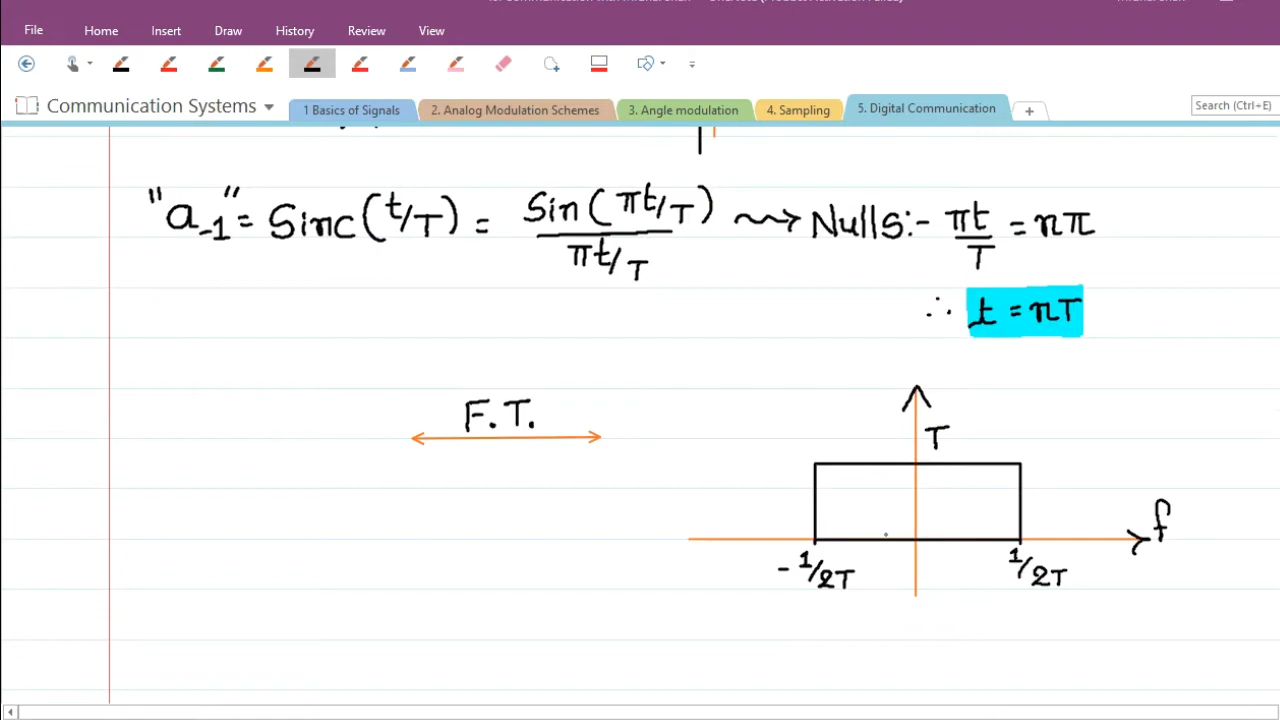 File Home Insert Draw History Review View
Communication Systems 1 Basics of Signals 2. Analog Modulation Schemes 3. Angle modulation 4. Sampling 5. Digital Communication + Search (Ctrl+E)
"a₋₁" = Sinc(t/T) = Sin(πt/T) / πt/T ⇝ Nulls:- πt/T = nπ
∴ t = nT
F.T.
T
f
-1/2T 1/2T